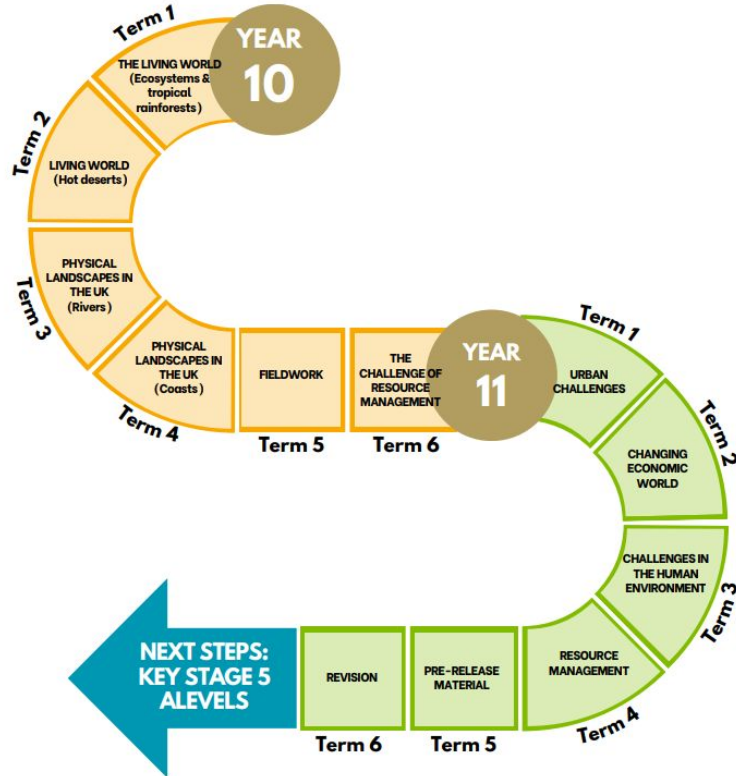 YEAR
10
Term 1
THE LIVING WORLD
(Ecosystems &
tropical
rainforests)
Term 2
LIVING WORLD
(Hot deserts)
Term 3
PHYSICAL
LANDSCAPES IN
THE UK
(Rivers)
Term 4
PHYSICAL
LANDSCAPES IN
THE UK
(Coasts)
FIELDWORK
Term 5
THE
CHALLENGE OF
RESOURCE
MANAGEMENT
Term 6
YEAR
11
Term 1
URBAN
CHALLENGES
Term 2
CHANGING
ECONOMIC
WORLD
Term 3
CHALLENGES IN
THE HUMAN
ENVIRONMENT
RESOURCE
MANAGEMENT
Term 4
PRE-RELEASE
MATERIAL
Term 5
REVISION
Term 6
NEXT STEPS:
KEY STAGE 5
ALEVELS